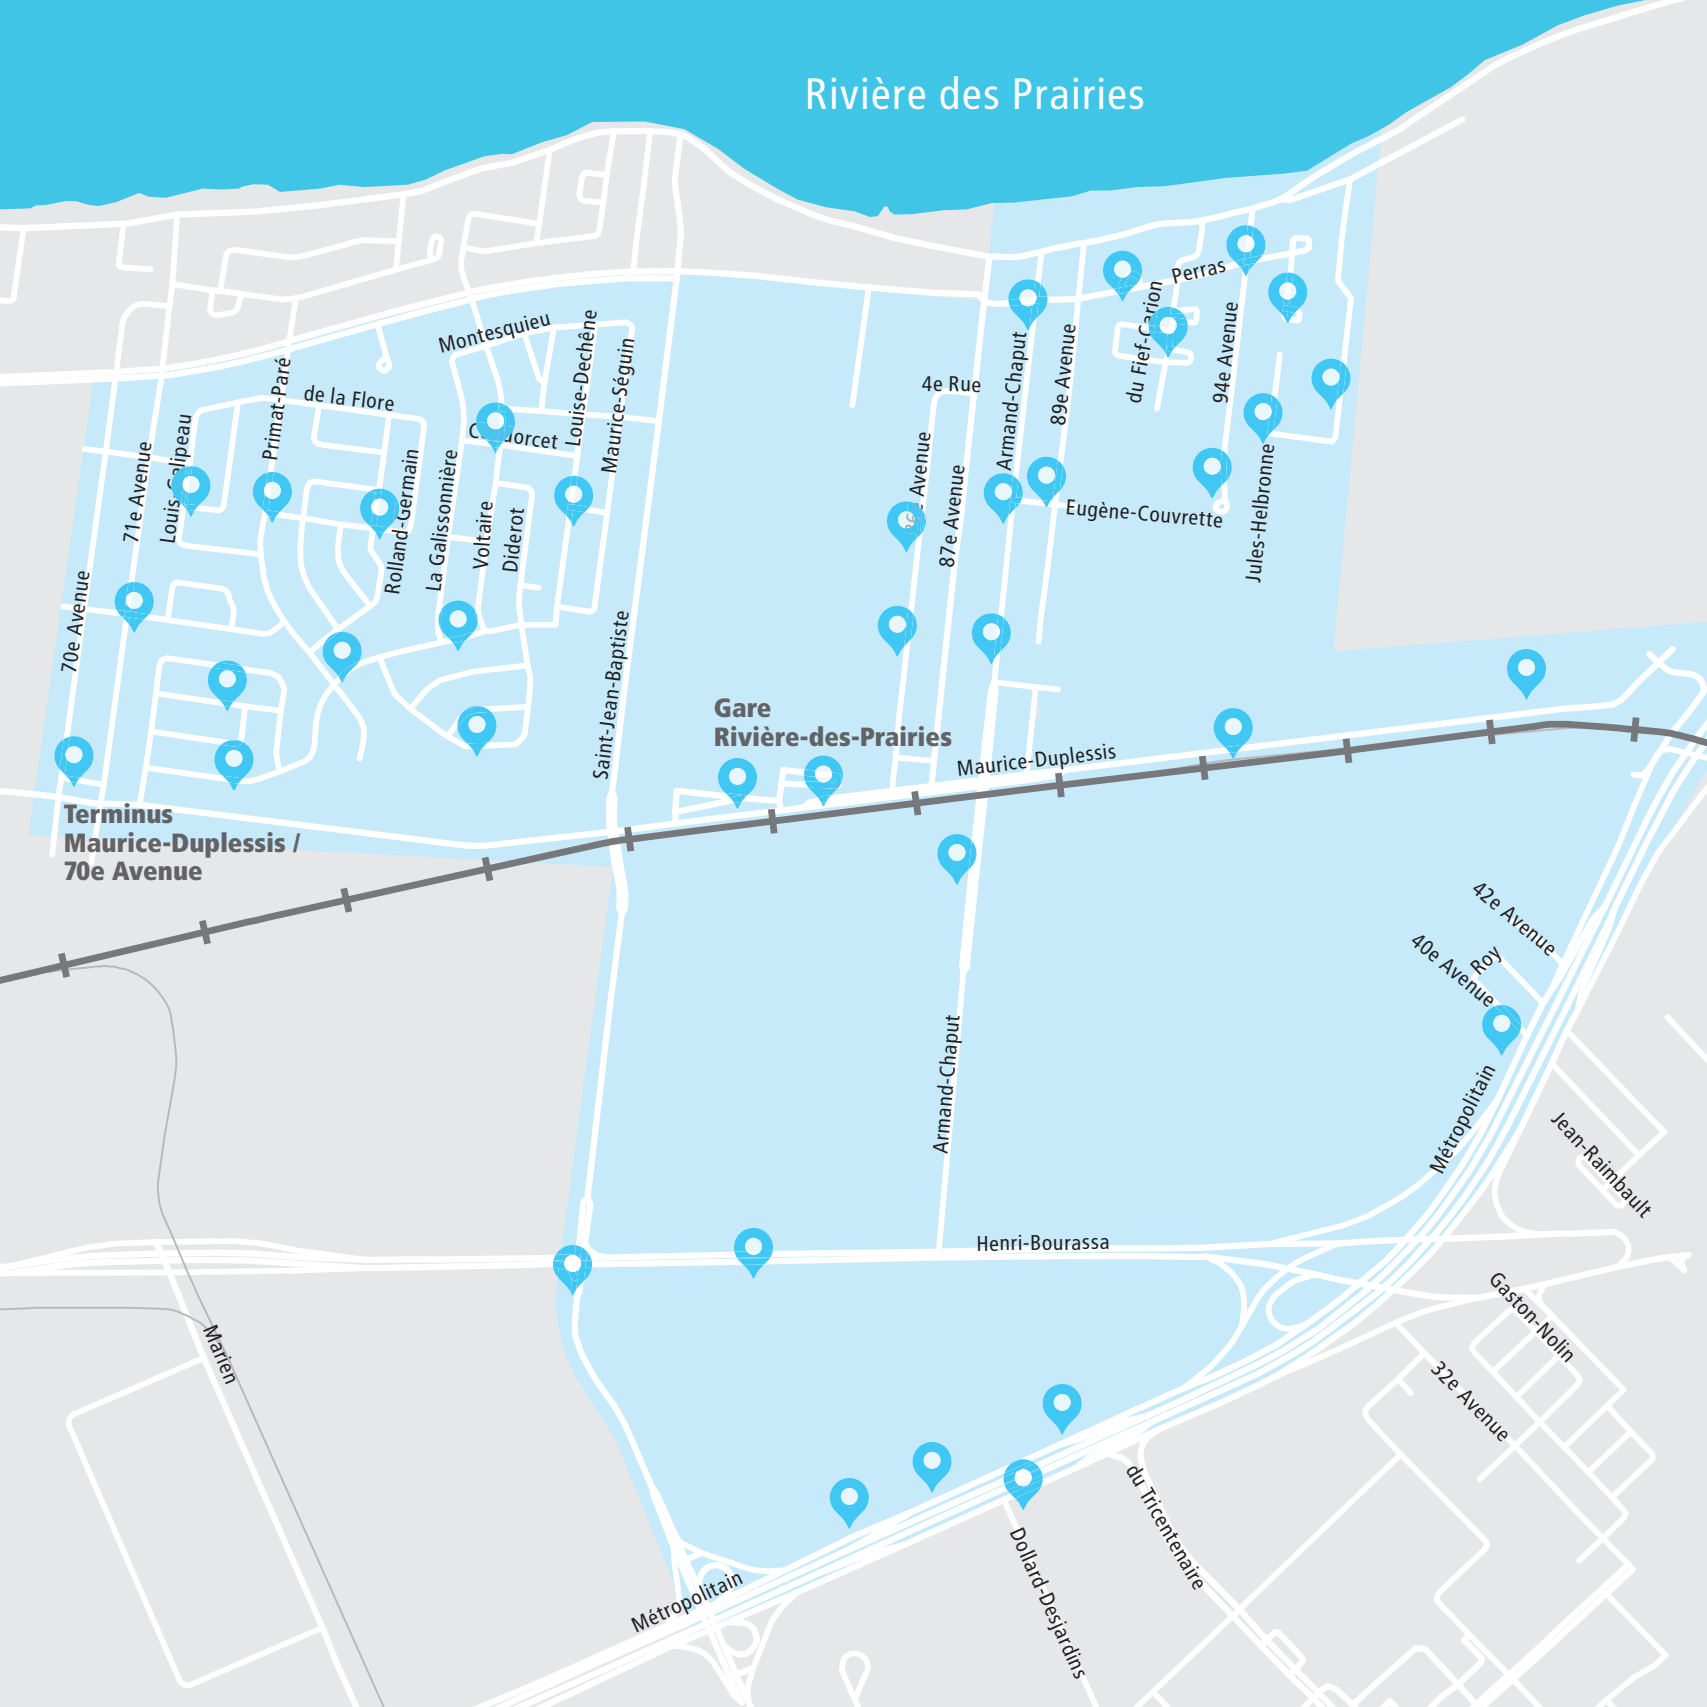 Rivière des Prairies
Perras
Montesquieu
Louise-Dechêne
Maurice-Séguin
du Fief-Carion
94e Avenue
89e Avenue
Armand-Chaput
4e Rue
de la Flore
Primat-Paré
Louis-Galipeau
71e Avenue
Rolland-Germain
La Galissonnière
Voltaire
Diderot
Avenue
87e Avenue
Eugène-Couvrette
Jules-Helbronne
70e Avenue
Saint-Jean-Baptiste
Gare
Rivière-des-Prairies
Maurice-Duplessis
Terminus
Maurice-Duplessis /
70e Avenue
42e Avenue
Roy
40e Avenue
Armand-Chaput
Métropolitain
Jean-Raimbault
Henri-Bourassa
Gaston-Nolin
Marien
32e Avenue
du Tricentenaire
Dollard-Desjardins
Métropolitain